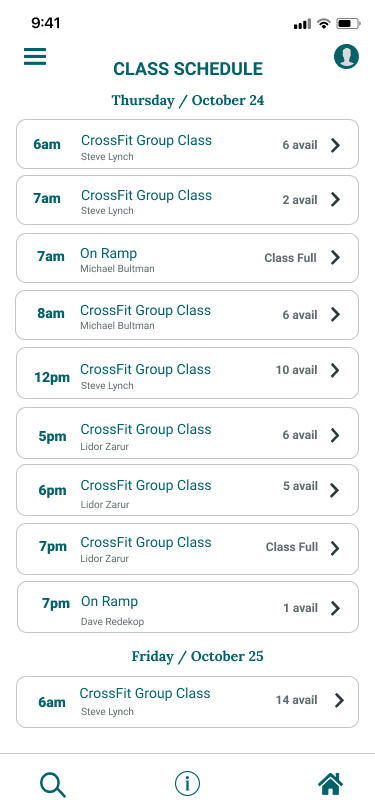 9:41
CLASS SCHEDULE
Thursday / October 24
6am CrossFit Group Class 6 avail
Steve Lynch
7am CrossFit Group Class 2 avail
Steve Lynch
7am On Ramp Class Full
Michael Bultman
8am CrossFit Group Class 6 avail
Michael Bultman
12pm CrossFit Group Class 10 avail
Steve Lynch
5pm CrossFit Group Class 6 avail
Lidor Zarur
6pm CrossFit Group Class 5 avail
Lidor Zarur
7pm CrossFit Group Class Class Full
Lidor Zarur
7pm On Ramp 1 avail
Dave Redekop
Friday / October 25
6am CrossFit Group Class 14 avail
Steve Lynch